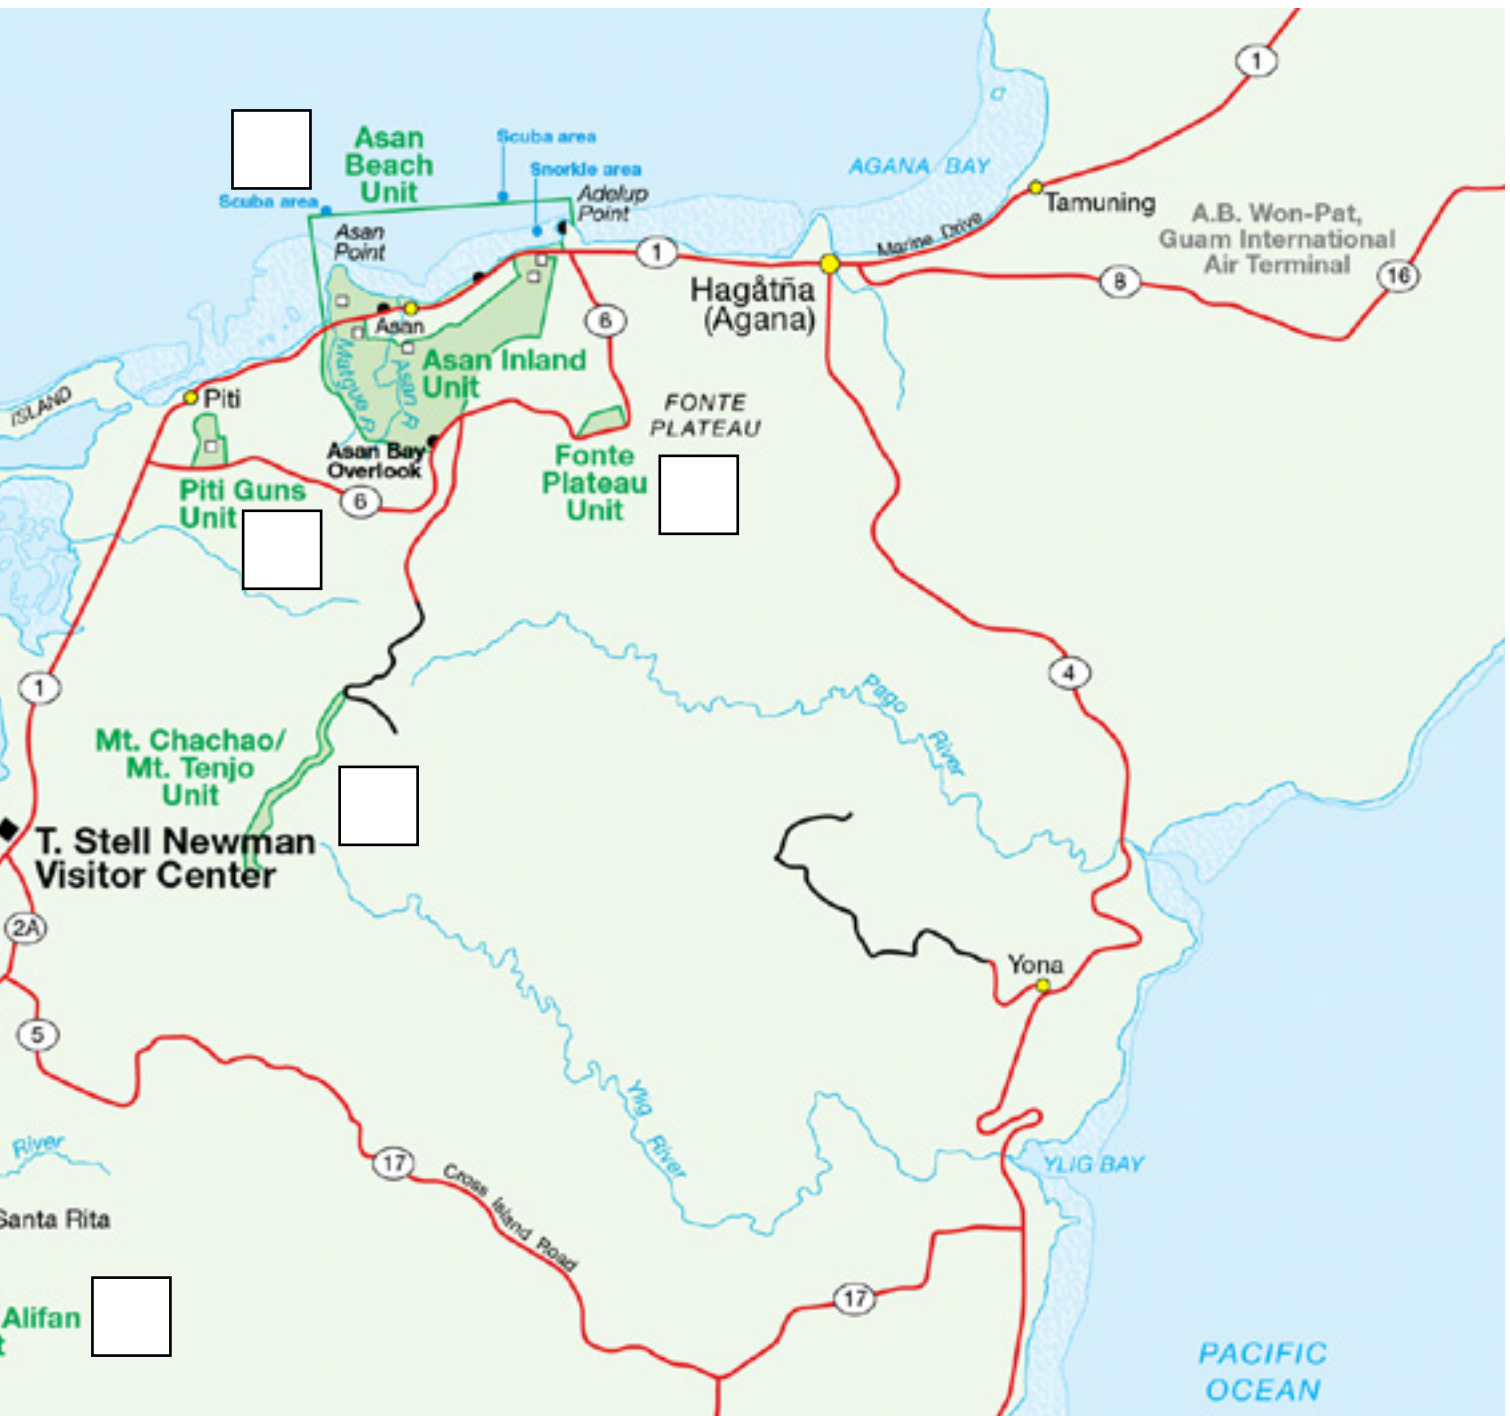 1
Asan
Beach
Unit
Scuba area
Snorkle area
Scuba area
Adelup
Point
Asan
Point
AGANA BAY
Tamuning
Marine Drive
A.B. Won-Pat,
Guam International
Air Terminal
1
8
16
Hagåtña
(Agana)
6
Asan
Asan Inland
Unit
Matgue R
Asan R
ISLAND
Piti
FONTE
PLATEAU
Asan Bay
Overlook
Fonte
Plateau
Unit
Piti Guns
Unit
6
1
4
Pago
River
Mt. Chachao/
Mt. Tenjo
Unit
T. Stell Newman
Visitor Center
2A
Yona
5
Ylig
River
River
17
Cross Island Road
YLIG BAY
Santa Rita
17
Alifan
t
PACIFIC
OCEAN